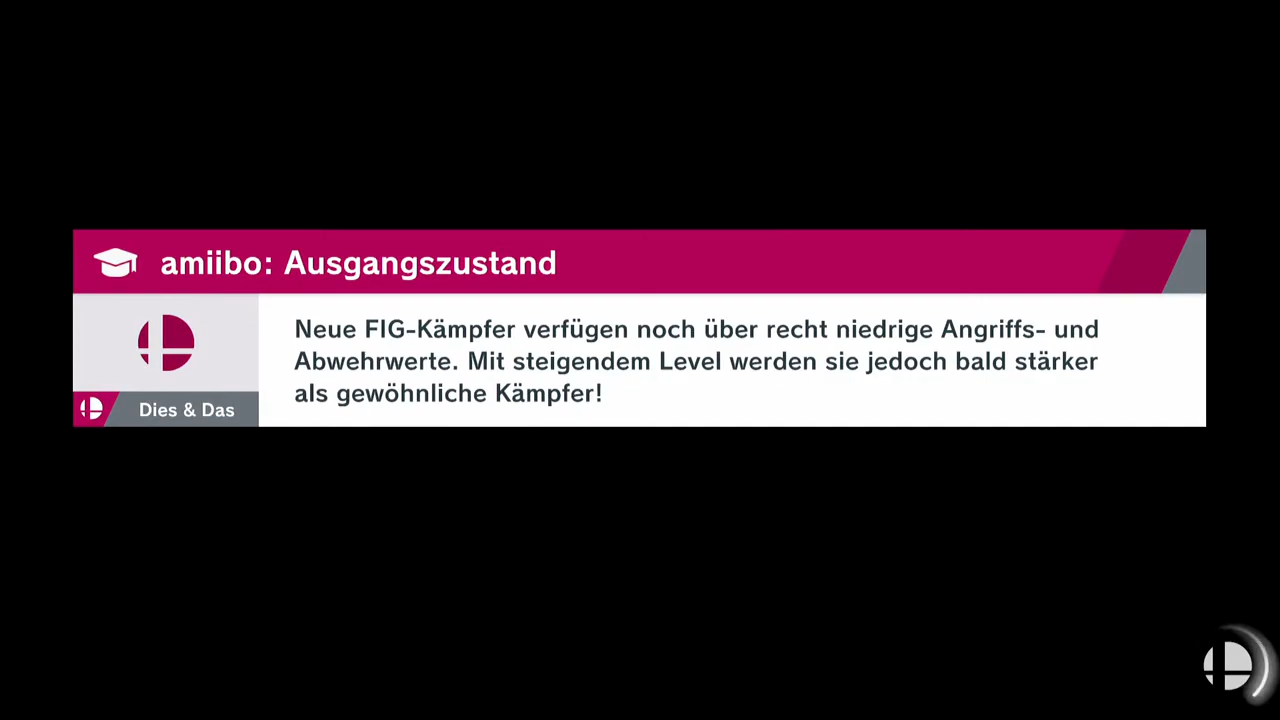 amiibo: Ausgangszustand
Neue FIG-Kämpfer verfügen noch über recht niedrige Angriffs- und
Abwehrwerte. Mit steigendem Level werden sie jedoch bald stärker
als gewöhnliche Kämpfer!
Dies & Das